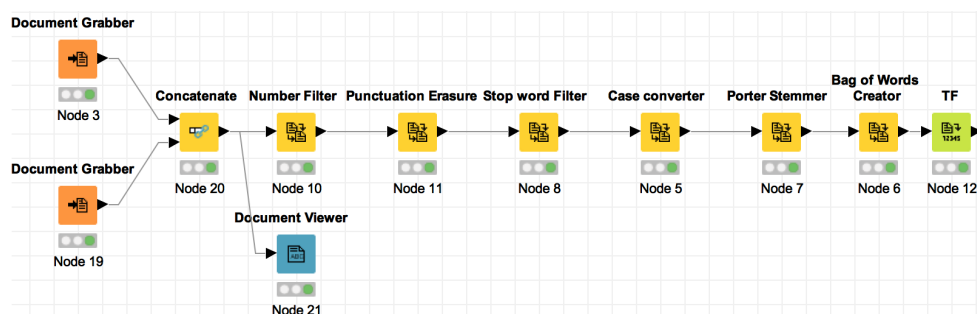 Document Grabber
Node 3
Document Grabber
Node 19
Concatenate
Node 20
Number Filter
Node 10
Document Viewer
ABC
Node 21
Punctuation Erasure
Node 11
Stop word Filter
Node 8
Case converter
Node 5
Porter Stemmer
Node 7
Bag of Words
Creator
Node 6
TF
12345
Node 12